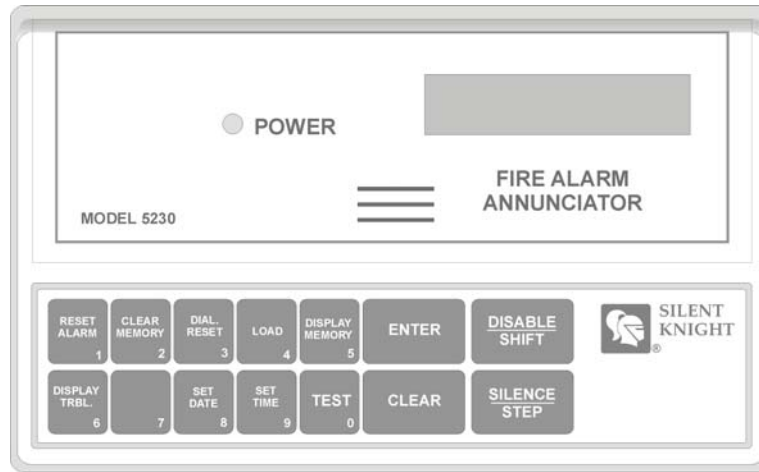 POWER
FIRE ALARM
ANNUNCIATOR
MODEL 5230
RESET
ALARM
1
CLEAR
MEMORY
2
DIAL.
RESET
3
LOAD
4
DISPLAY
MEMORY
5
ENTER
DISABLE
SHIFT
SILENT
KNIGHT
®
DISPLAY
TRBL.
6
7
SET
DATE
8
SET
TIME
9
TEST
0
CLEAR
SILENCE
STEP